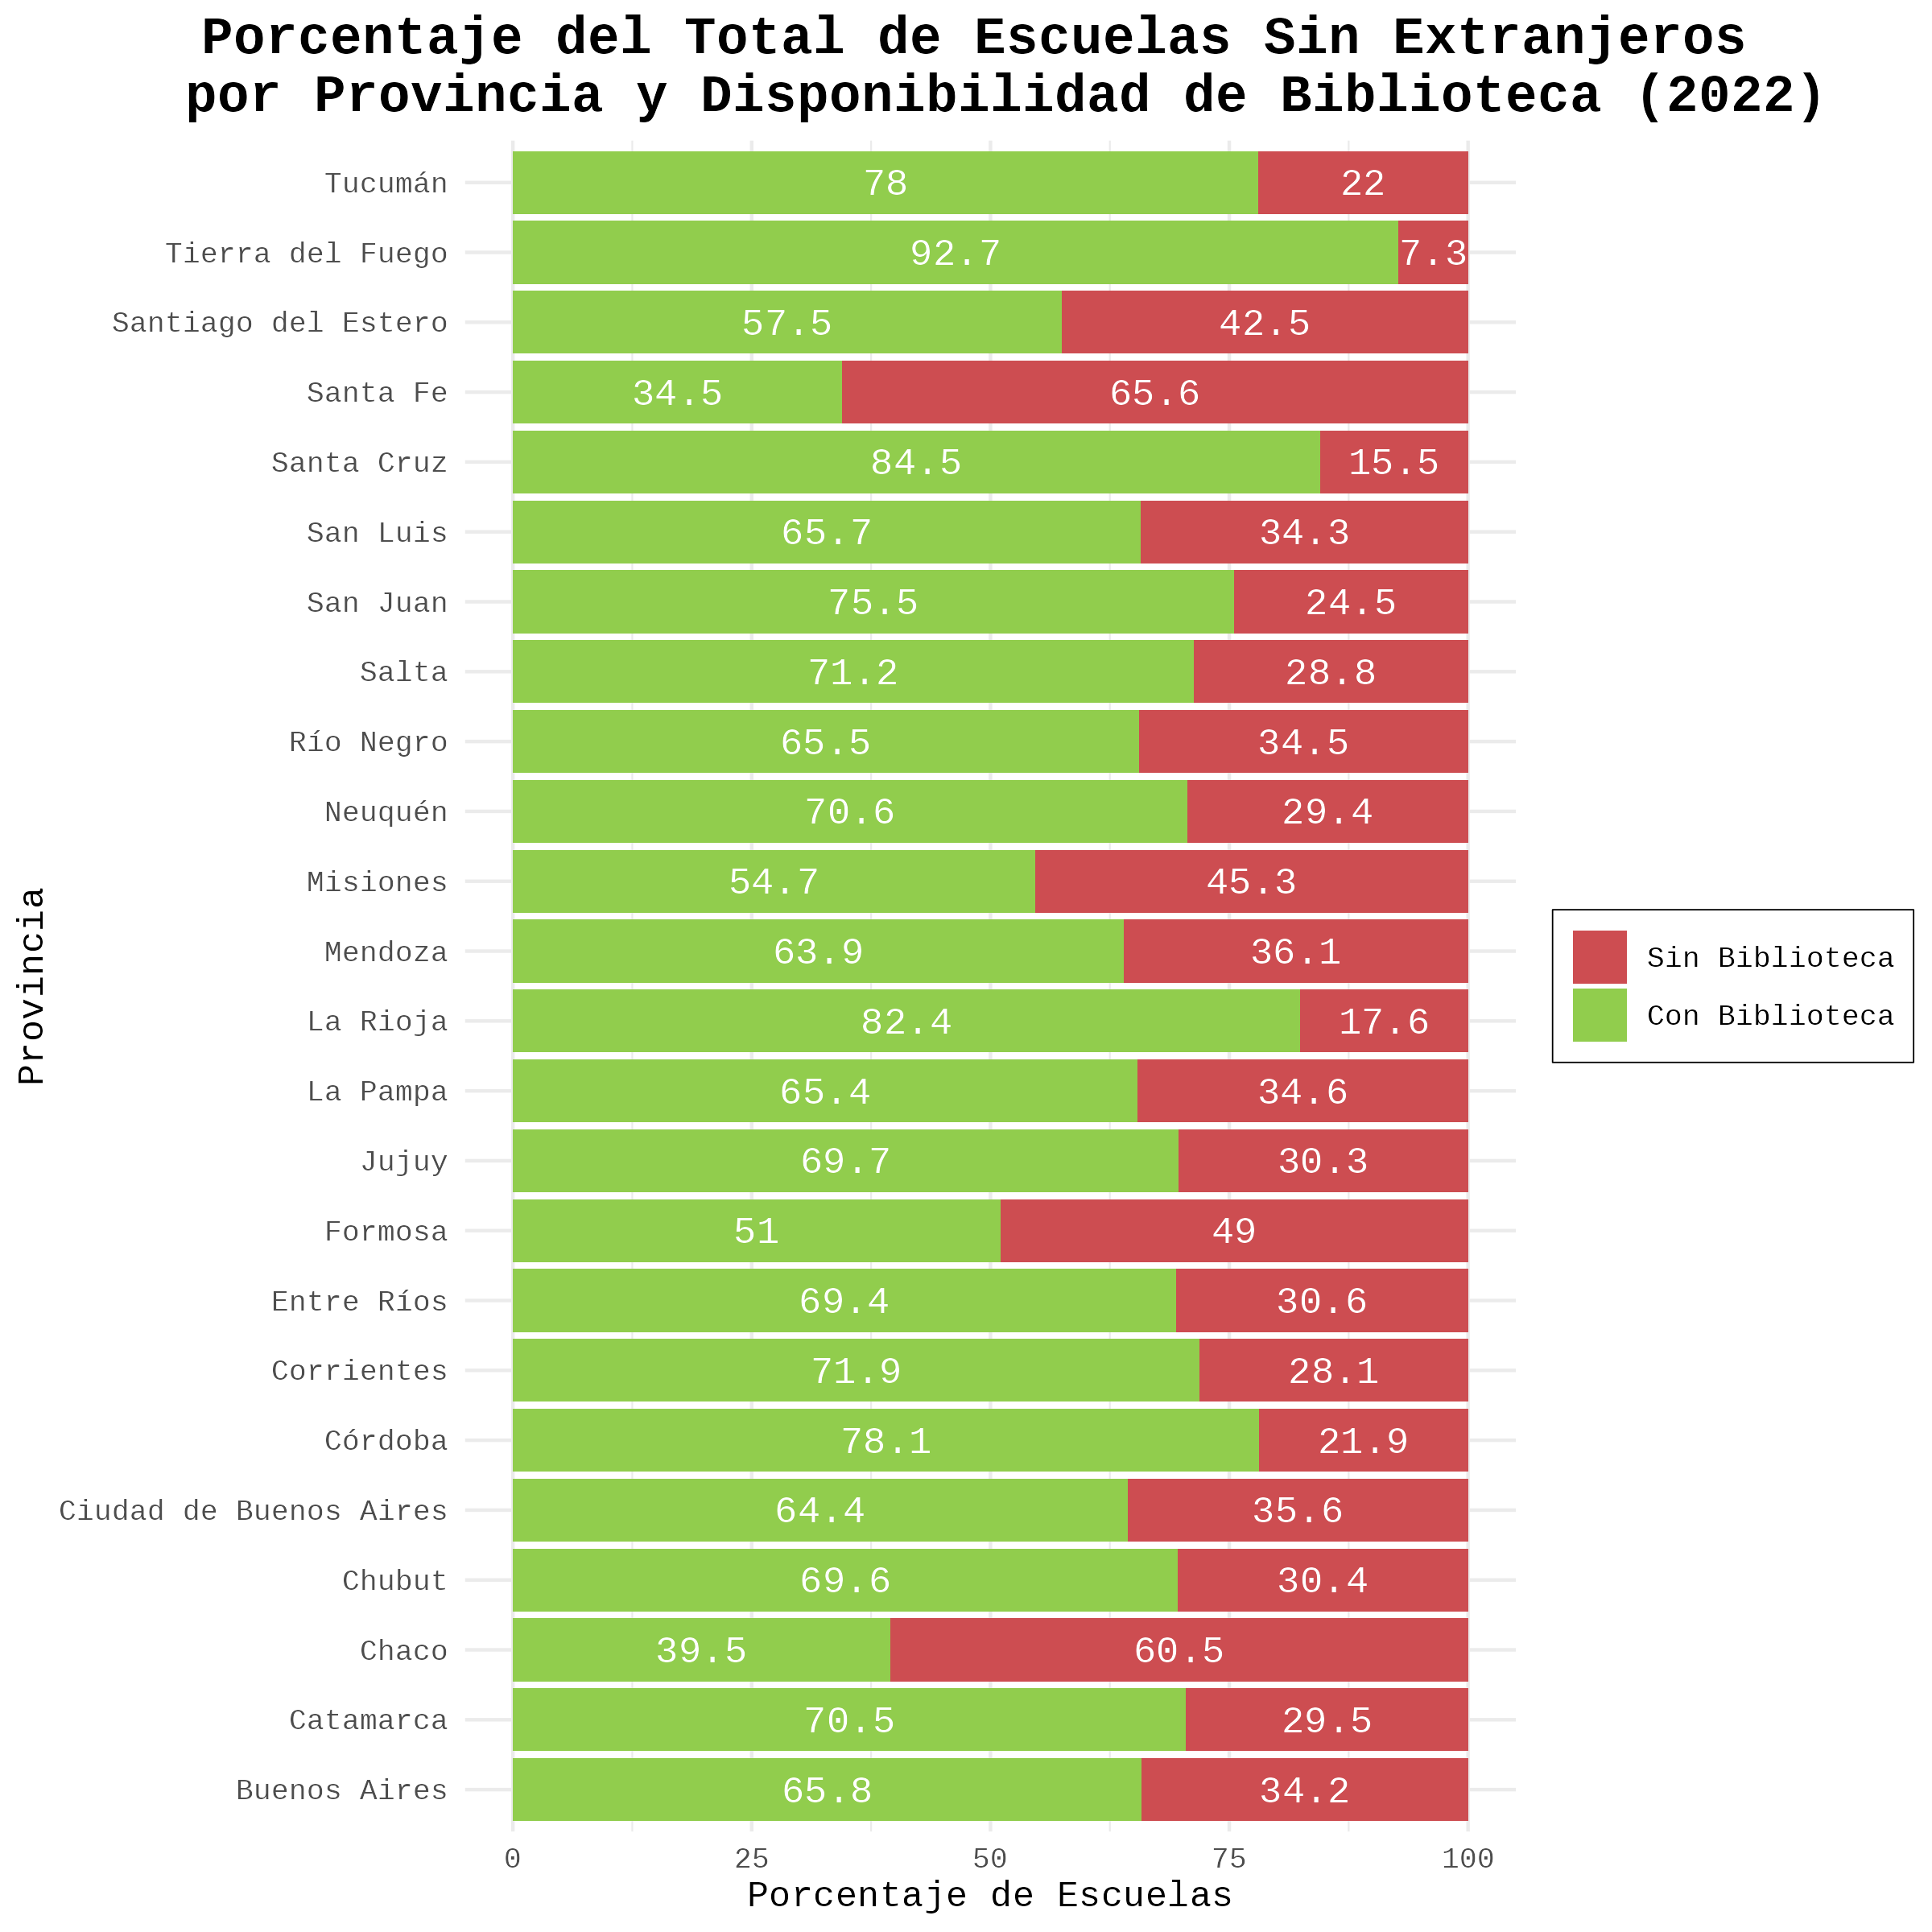 Porcentaje del Total de Escuelas Sin Extranjeros
por Provincia y Disponibilidad de Biblioteca (2022)
Tucumán 78 22
Tierra del Fuego 92.7 7.3
Santiago del Estero 57.5 42.5
Santa Fe 34.5 65.6
Santa Cruz 84.5 15.5
San Luis 65.7 34.3
San Juan 75.5 24.5
Salta 71.2 28.8
Río Negro 65.5 34.5
Neuquén 70.6 29.4
Misiones 54.7 45.3
Mendoza 63.9 36.1
La Rioja 82.4 17.6
La Pampa 65.4 34.6
Jujuy 69.7 30.3
Formosa 51 49
Entre Ríos 69.4 30.6
Corrientes 71.9 28.1
Córdoba 78.1 21.9
Ciudad de Buenos Aires 64.4 35.6
Chubut 69.6 30.4
Chaco 39.5 60.5
Catamarca 70.5 29.5
Buenos Aires 65.8 34.2
0 25 50 75 100
Porcentaje de Escuelas
Provincia
Sin Biblioteca
Con Biblioteca